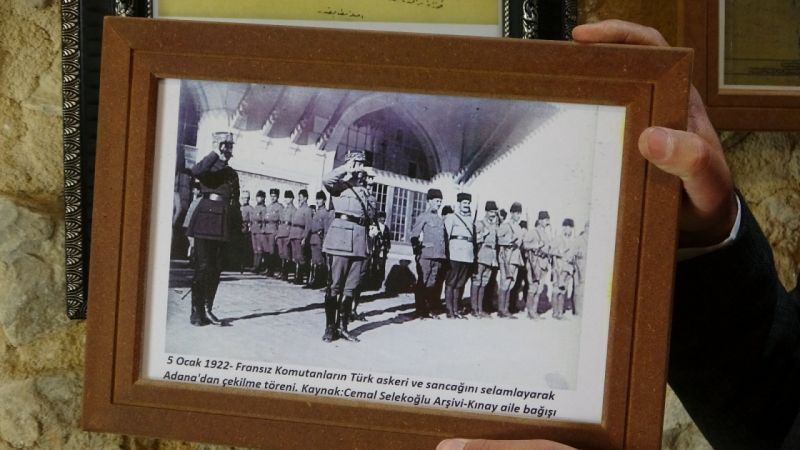 5 Ocak 1922- Fransız Komutanların Türk askeri ve sancağını selamlayarak
Adana'dan çekilme töreni. Kaynak:Cemal Selekoğlu Arşivi-Kınay aile bağışı